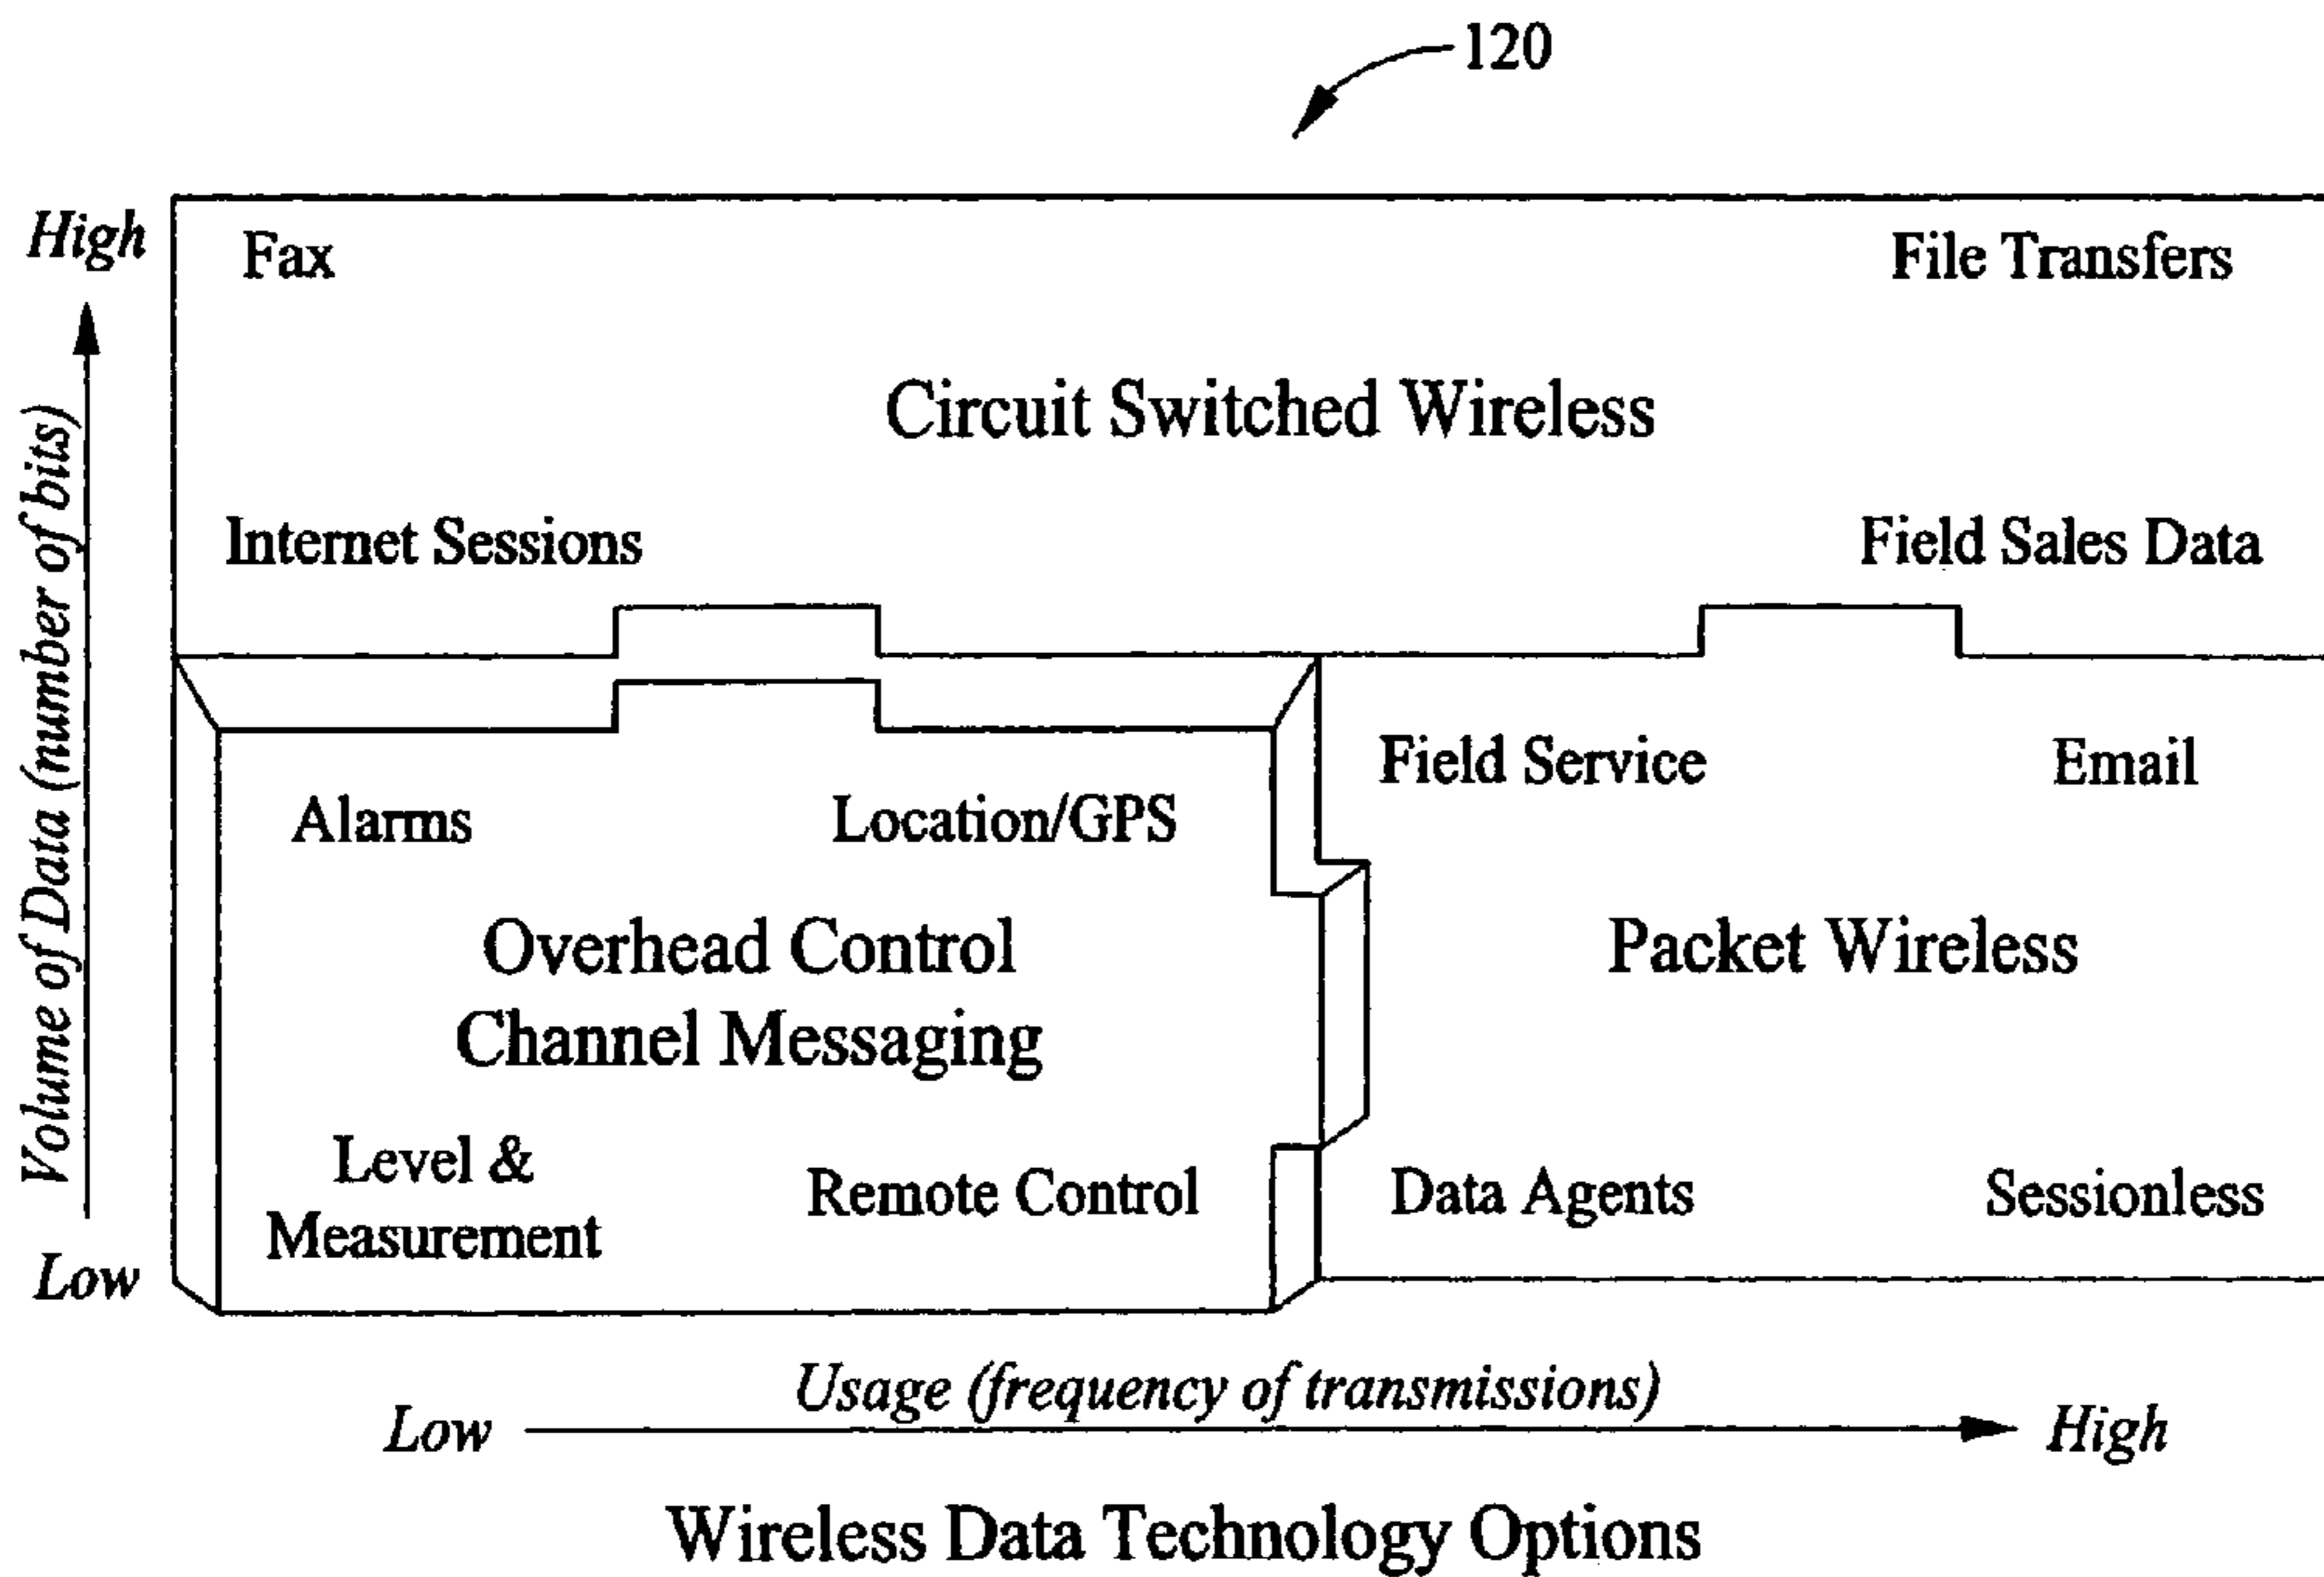 120
High
Fax
File Transfers
Circuit Switched Wireless
Internet Sessions
Field Sales Data
Volume of Data (number of bits)
Field Service
Email
Alarms
Location/GPS
Overhead Control
Channel Messaging
Packet Wireless
Level &
Measurement
Remote Control
Data Agents
Sessionless
Low
Usage (frequency of transmissions)
Low
High
Wireless Data Technology Options